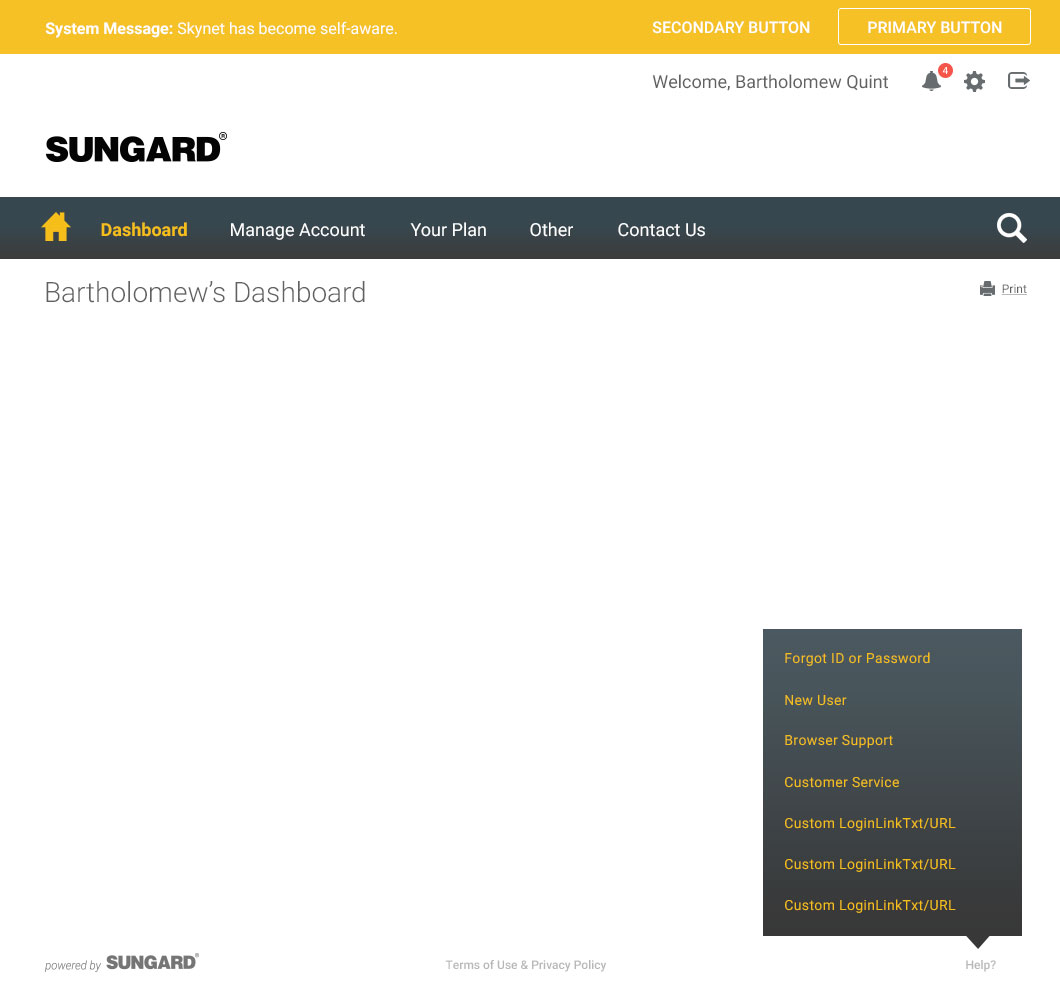 System Message: Skynet has become self-aware. SECONDARY BUTTON PRIMARY BUTTON
Welcome, Bartholomew Quint 4
SUNGARD®
Dashboard Manage Account Your Plan Other Contact Us
Bartholomew’s Dashboard Print
Forgot ID or Password
New User
Browser Support
Customer Service
Custom LoginLinkTxt/URL
Custom LoginLinkTxt/URL
Custom LoginLinkTxt/URL
powered by SUNGARD® Terms of Use & Privacy Policy Help?